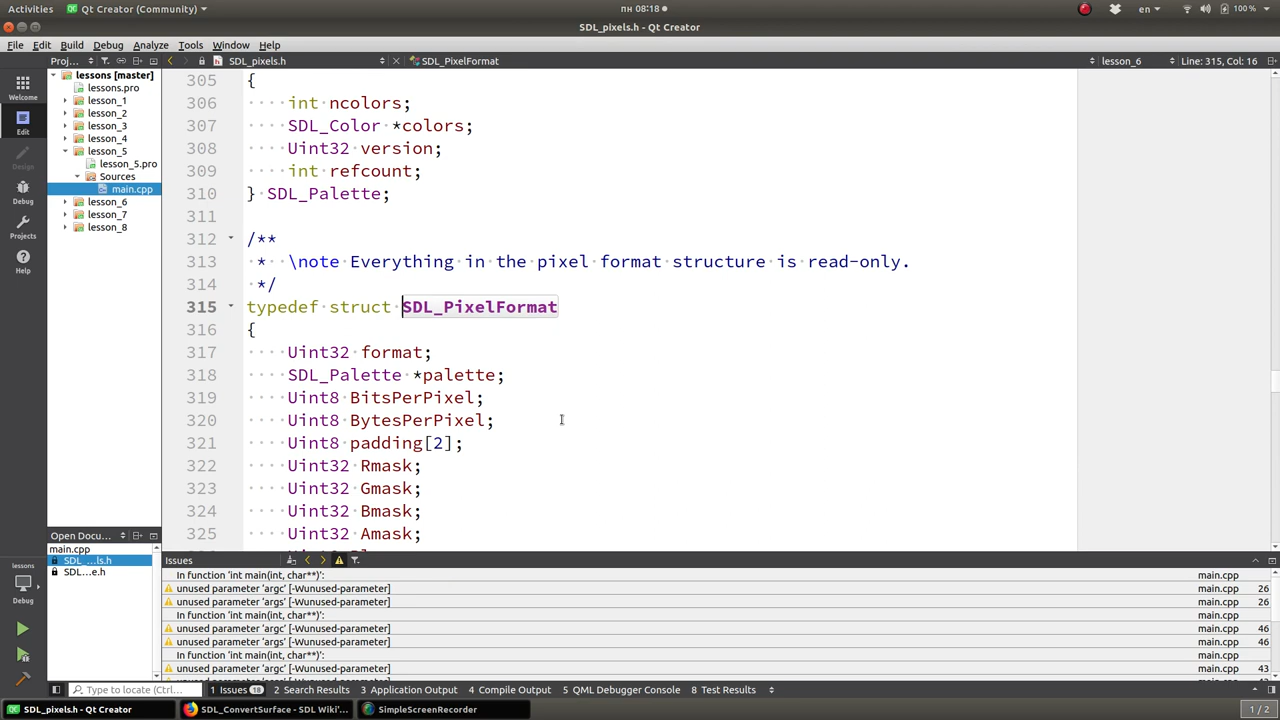 Activities Qt Creator (Community) пн 08:18 en 100 %
SDL_pixels.h - Qt Creator
File Edit Build Debug Analyze Tools Window Help
Proj... SDL_pixels.h SDL_PixelFormat lesson_6 Line: 315, Col: 16
Welcome
Edit
Design
Debug
Projects
Help
lessons [master]
lessons.pro
lesson_1
lesson_2
lesson_3
lesson_4
lesson_5
lesson_5.pro
Sources
main.cpp
lesson_6
lesson_7
lesson_8
305 {
306 int ncolors;
307 SDL_Color *colors;
308 Uint32 version;
309 int refcount;
310 } SDL_Palette;
311
312 /**
313 * \note Everything in the pixel format structure is read-only.
314 */
315 typedef struct SDL_PixelFormat
316 {
317 Uint32 format;
318 SDL_Palette *palette;
319 Uint8 BitsPerPixel;
320 Uint8 BytesPerPixel;
321 Uint8 padding[2];
322 Uint32 Rmask;
323 Uint32 Gmask;
324 Uint32 Bmask;
325 Uint32 Amask;
Open Docu...
main.cpp
SDL_...ls.h
SDL...e.h
lessons
Debug
Issues
In function 'int main(int, char**)': main.cpp
unused parameter 'argc' [-Wunused-parameter] main.cpp 26
unused parameter 'args' [-Wunused-parameter] main.cpp 26
In function 'int main(int, char**)': main.cpp
unused parameter 'argc' [-Wunused-parameter] main.cpp 46
unused parameter 'args' [-Wunused-parameter] main.cpp 46
In function 'int main(int, char**)': main.cpp
unused parameter 'argc' [-Wunused-parameter] main.cpp 43
Type to locate (Ctrl... 1 Issues 18 2 Search Results 3 Application Output 4 Compile Output 5 QML Debugger Console 8 Test Results
SDL_pixels.h - Qt Creator SDL_ConvertSurface - SDL Wiki'... SimpleScreenRecorder 1 / 2